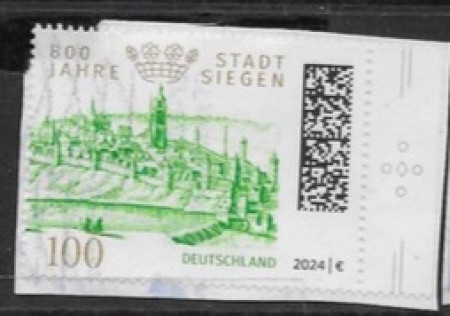 800 JAHRE
STADT SIEGEN
100
DEUTSCHLAND
2024 | €